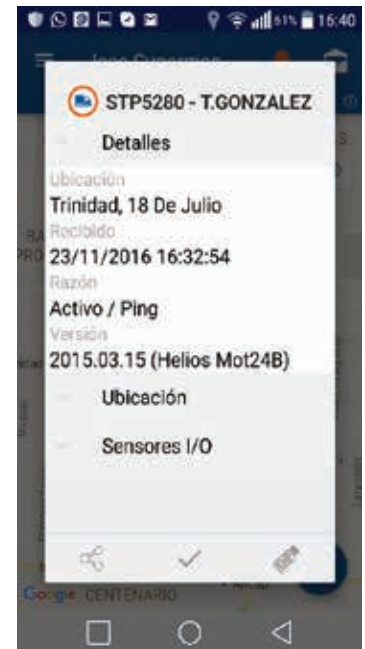 61% 16:40
STP5280 - T.GONZALEZ
Detalles
Ubicación
Trinidad, 18 De Julio
Recibido
23/11/2016 16:32:54
Razón
Activo / Ping
Versión
2015.03.15 (Helios Mot24B)
Ubicación
Sensores I/O
Google CENTENARIO